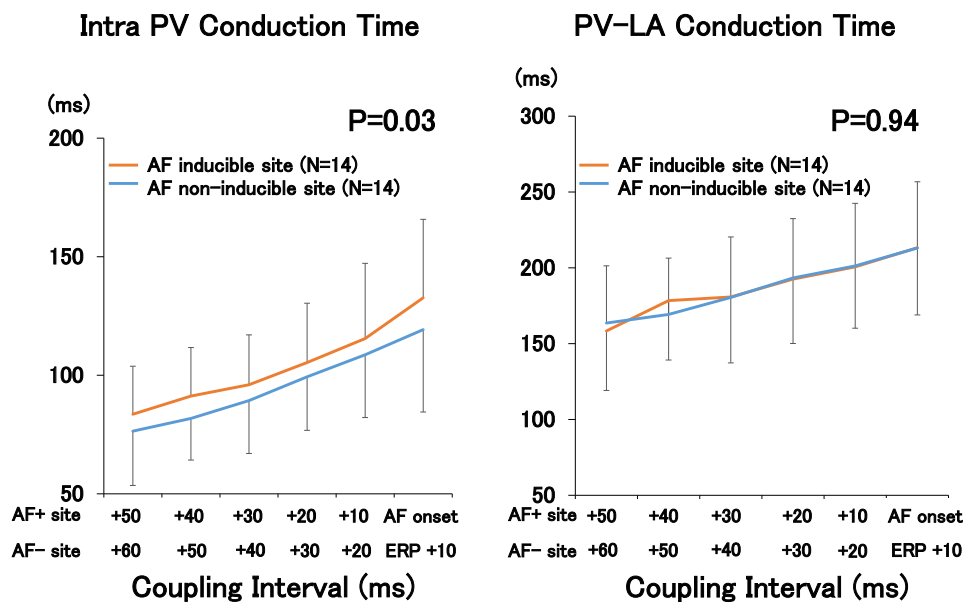 Intra PV Conduction Time
(ms)
P=0.03
200
AF inducible site (N=14)
AF non-inducible site (N=14)
150
100
50
AF+ site +50 +40 +30 +20 +10 AF onset
AF- site +60 +50 +40 +30 +20 ERP +10
Coupling Interval (ms)
PV-LA Conduction Time
(ms)
300
P=0.94
AF inducible site (N=14)
AF non-inducible site (N=14)
250
200
150
100
50
AF+ site +50 +40 +30 +20 +10 AF onset
AF- site +60 +50 +40 +30 +20 ERP +10
Coupling Interval (ms)